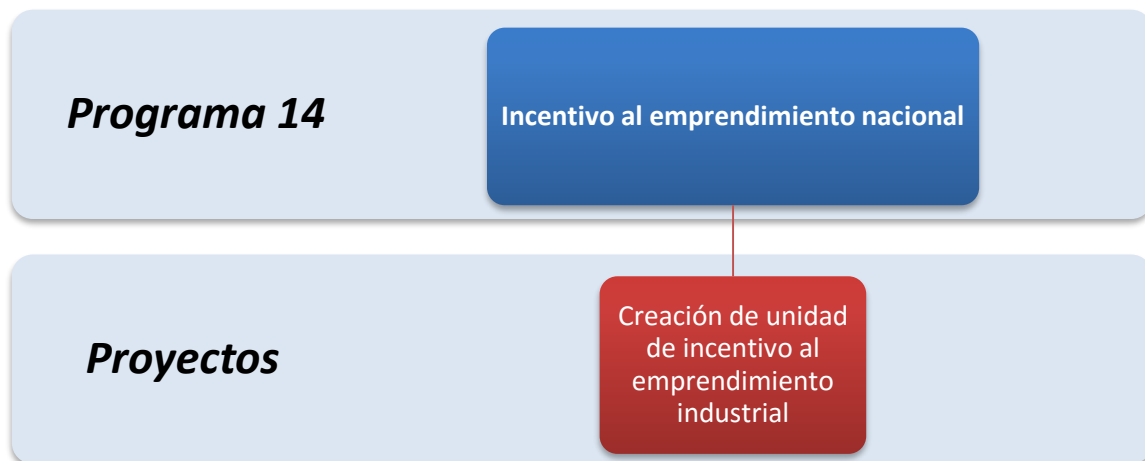 Programa 14
Incentivo al emprendimiento nacional
Proyectos
Creación de unidad
de incentivo al
emprendimiento
industrial